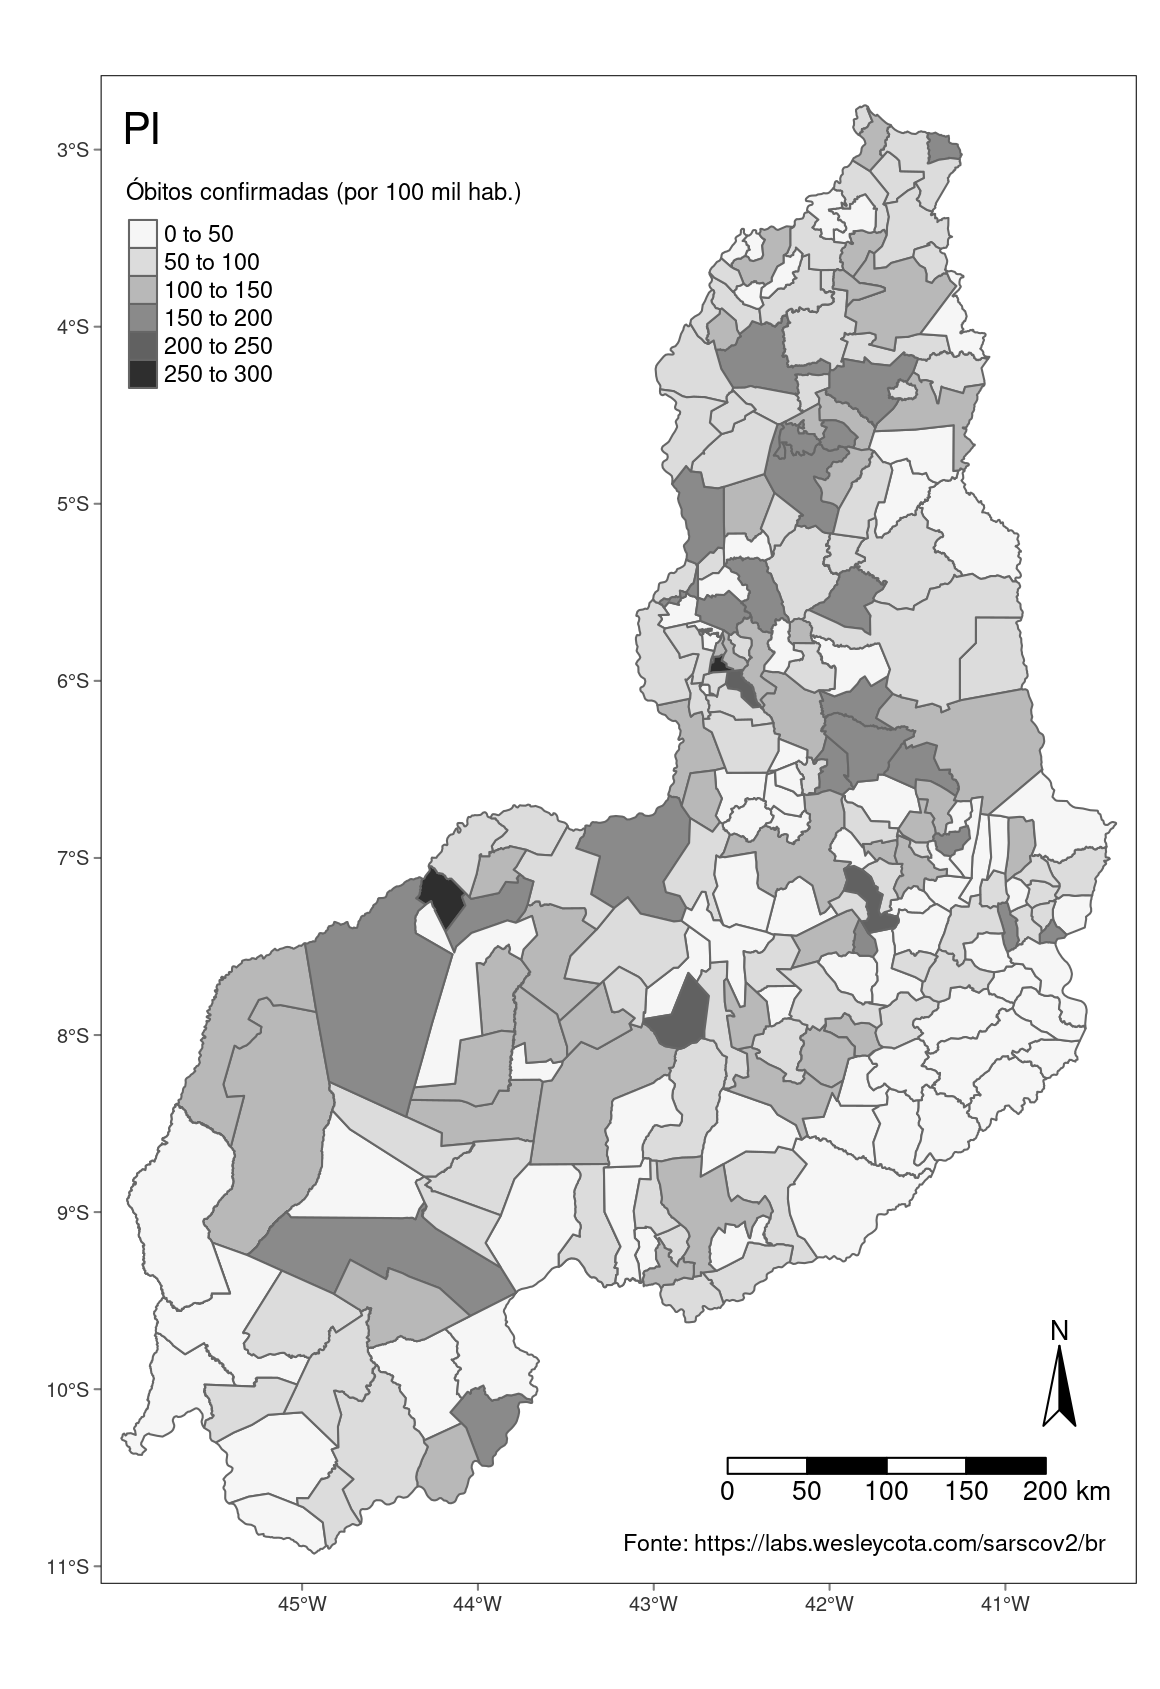 PI
Óbitos confirmadas (por 100 mil hab.)
0 to 50
50 to 100
100 to 150
150 to 200
200 to 250
250 to 300
3°S
4°S
5°S
6°S
7°S
8°S
9°S
10°S
11°S
N
0 50 100 150 200 km
Fonte: https://labs.wesleycota.com/sarscov2/br
45°W 44°W 43°W 42°W 41°W